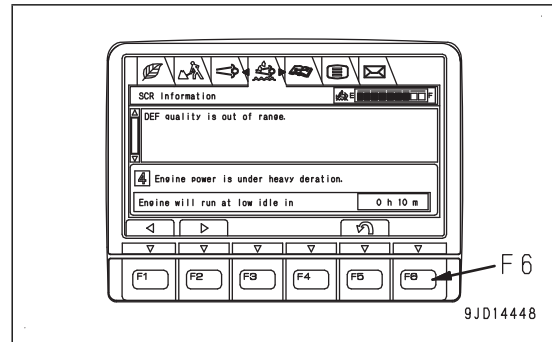 SCR Information
E F
DEF quality is out of range.
4 Engine power is under heavy deration.
Engine will run at low idle in 0 h 10 m
F1 F2 F3 F4 F5 F6
F6
9JD14448